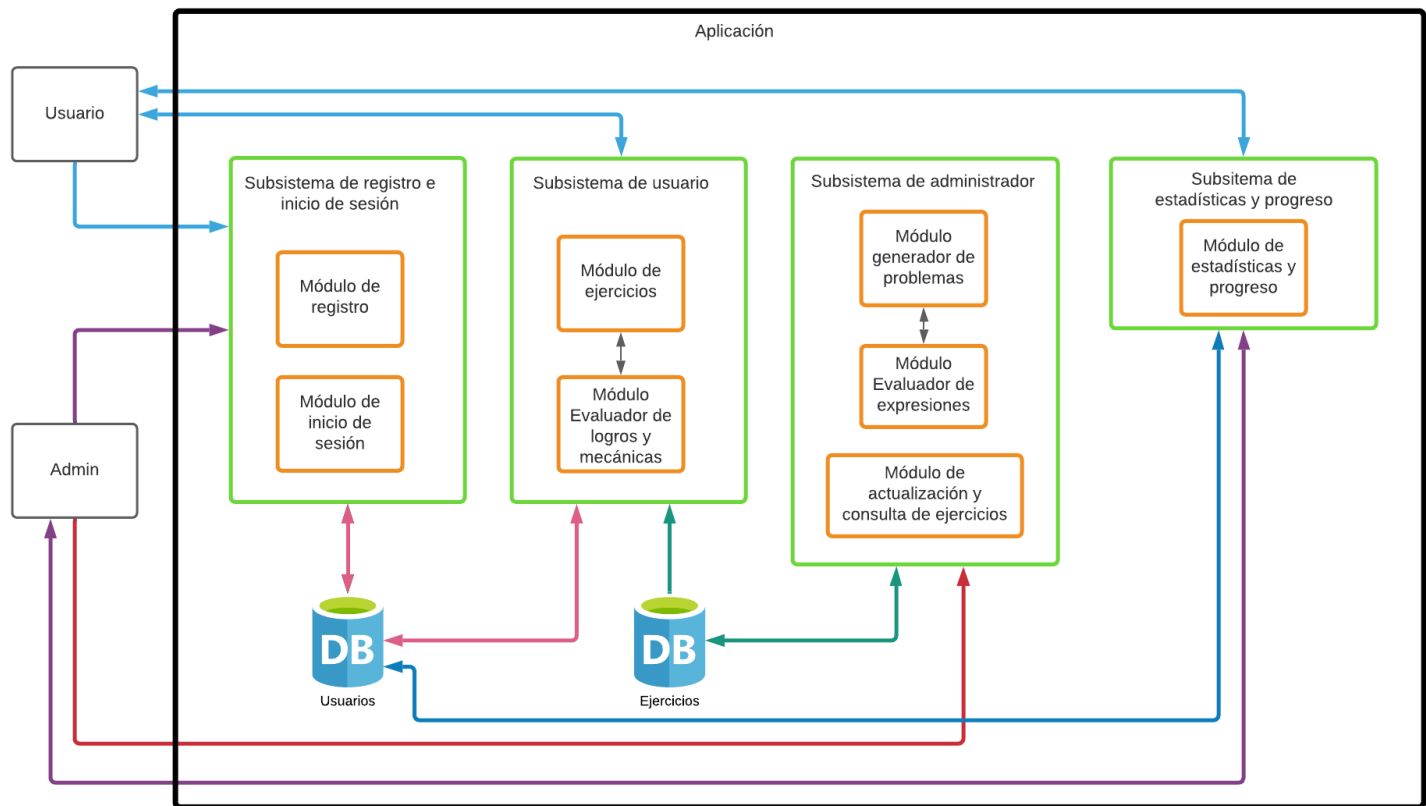 Aplicación
Usuario
Admin
Subsistema de registro e
inicio de sesión
Módulo de
registro
Módulo de
inicio de
sesión
Subsistema de usuario
Módulo de
ejercicios
Módulo
Evaluador de
logros y
mecánicas
Subsistema de administrador
Módulo
generador de
problemas
Módulo
Evaluador de
expresiones
Módulo de
actualización y
consulta de ejercicios
Subsitema de
estadísticas y progreso
Módulo de
estadísticas y
progreso
DB
Usuarios
DB
Ejercicios